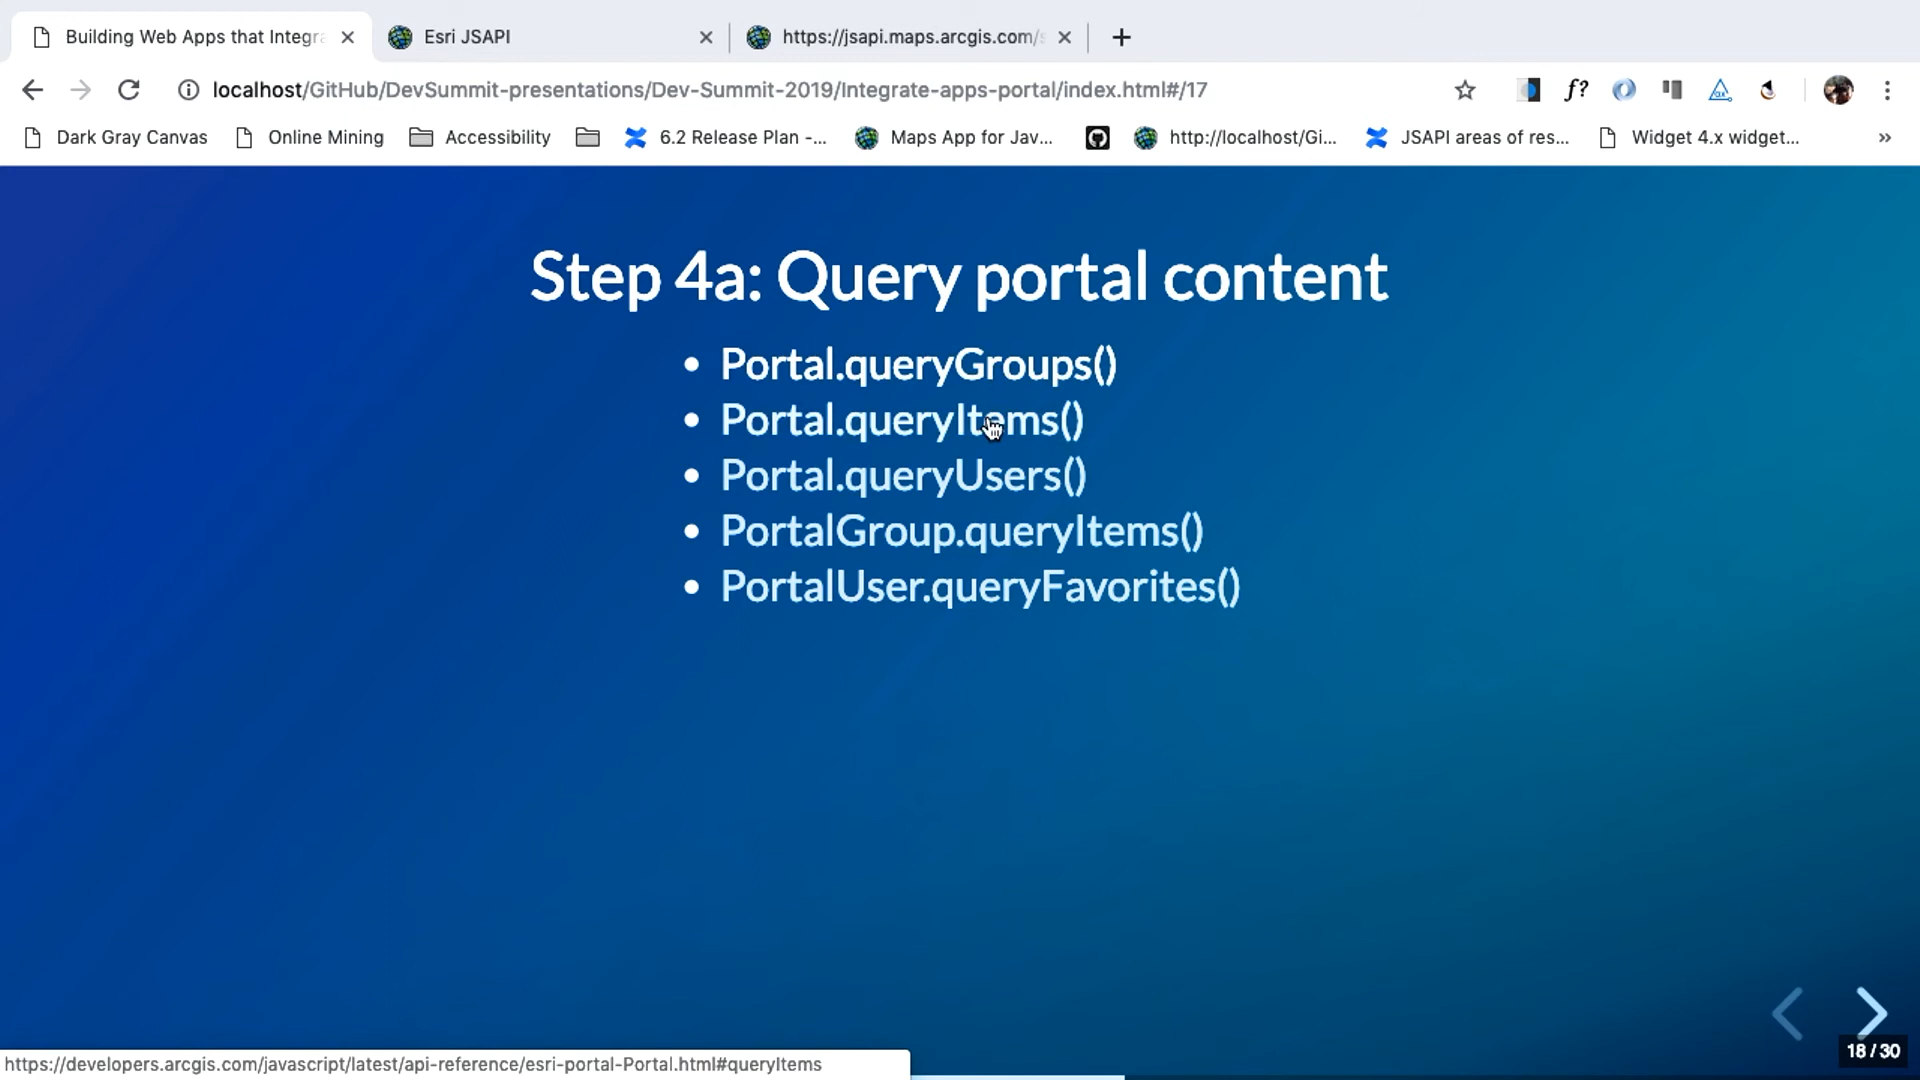 Building Web Apps that Integra
Esri JSAPI
https://jsapi.maps.arcgis.com/s
localhost/GitHub/DevSummit-presentations/Dev-Summit-2019/Integrate-apps-portal/index.html#/17
f?
Dark Gray Canvas
Online Mining
Accessibility
6.2 Release Plan -...
Maps App for Jav...
http://localhost/Gi...
JSAPI areas of res...
Widget 4.x widget...
»
Step 4a: Query portal content
• Portal.queryGroups()
• Portal.queryItems()
• Portal.queryUsers()
• PortalGroup.queryItems()
• PortalUser.queryFavorites()
18 / 30
https://developers.arcgis.com/javascript/latest/api-reference/esri-portal-Portal.html#queryItems